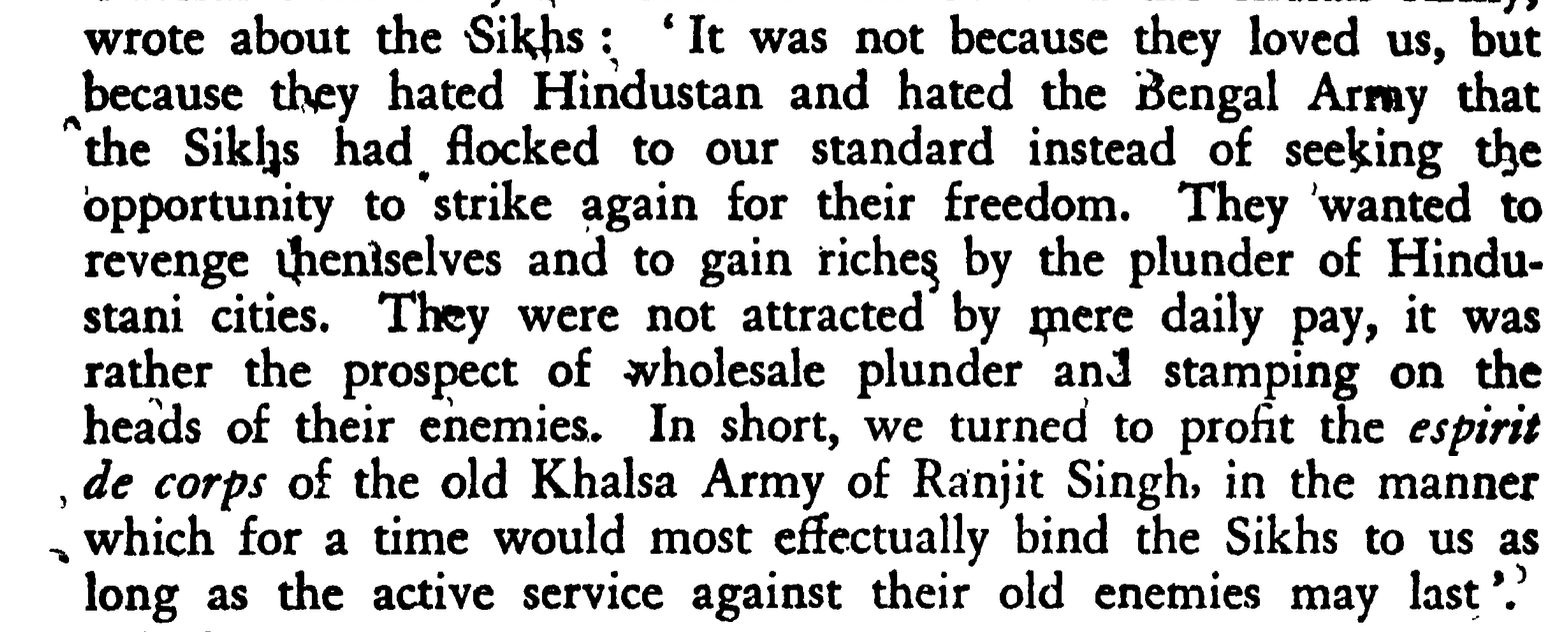 wrote about the Sikhs : ‘It was not because they loved us, but
because they hated Hindustan and hated the Bengal Army that
the Sikhs had flocked to our standard instead of seeking the
opportunity to strike again for their freedom. They wanted to
revenge themselves and to gain riches by the plunder of Hindu-
stani cities. They were not attracted by mere daily pay, it was
rather the prospect of wholesale plunder and stamping on the
heads of their enemies. In short, we turned to profit the espirit
de corps of the old Khalsa Army of Ranjit Singh, in the manner
which for a time would most effectually bind the Sikhs to us as
long as the active service against their old enemies may last’.